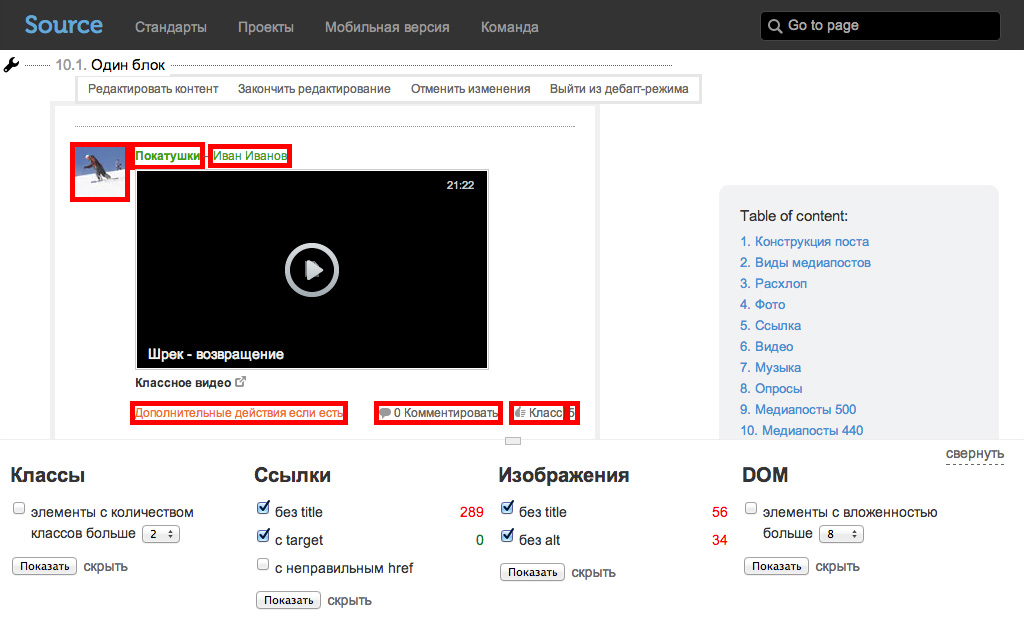 Source Стандарты Проекты Мобильная версия Команда Go to page
10.1. Один блок
Редактировать контент Закончить редактирование Отменить изменения Выйти из дебагг-режима
Покатушки - Иван Иванов
21:22
Шрек - возвращение
Классное видео
Дополнительные действия если есть 0 Комментировать Класс 5
Table of content:
1. Конструкция поста
2. Виды медиапостов
3. Расхлоп
4. Фото
5. Ссылка
6. Видео
7. Музыка
8. Опросы
9. Медиапосты 500
10. Медиапосты 440
свернуть
Классы
элементы с количеством
классов больше 2
Показать скрыть
Ссылки
без title 289
с target 0
с неправильным href
Показать скрыть
Изображения
без title 56
без alt 34
Показать скрыть
DOM
элементы с вложенностью
больше 8
Показать скрыть